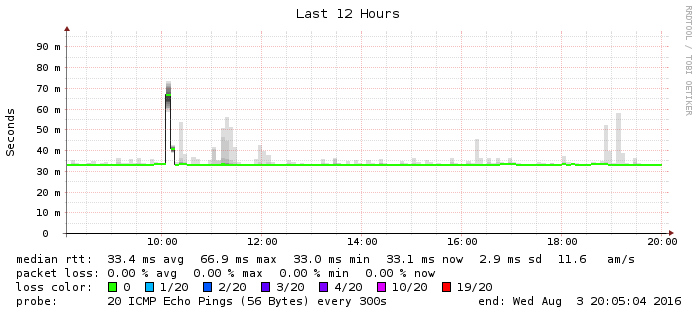 Last 12 Hours
RRDTOOL / TOBI OETIKER
Seconds
90 m
80 m
70 m
60 m
50 m
40 m
30 m
20 m
10 m
0
10:00 12:00 14:00 16:00 18:00 20:00
median rtt: 33.4 ms avg 66.9 ms max 33.0 ms min 33.1 ms now 2.9 ms sd 11.6 am/s
packet loss: 0.00 % avg 0.00 % max 0.00 % min 0.00 % now
loss color: 0 1/20 2/20 3/20 4/20 10/20 19/20
probe: 20 ICMP Echo Pings (56 Bytes) every 300s end: Wed Aug 3 20:05:04 2016